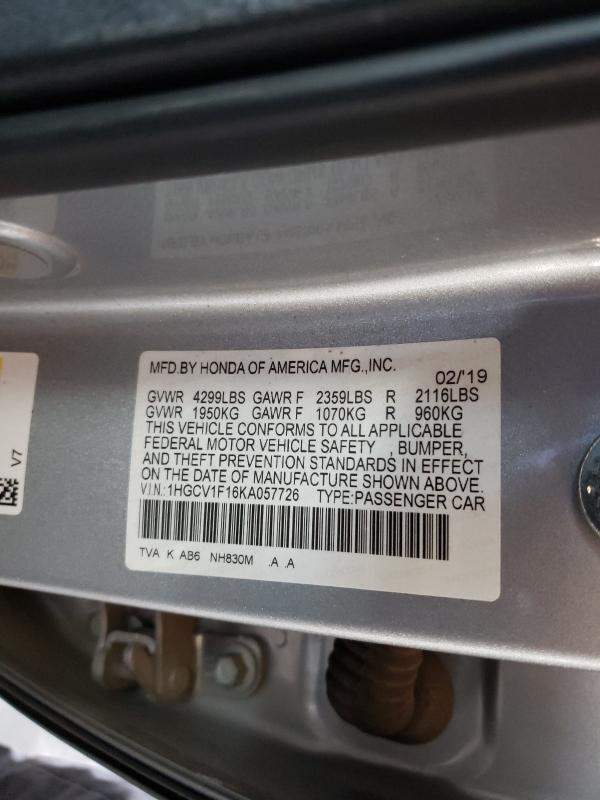 MFD.BY HONDA OF AMERICA MFG.,INC.
02/'19
GVWR 4299LBS GAWR F 2359LBS R 2116LBS
GVWR 1950KG GAWR F 1070KG R 960KG
THIS VEHICLE CONFORMS TO ALL APPLICABLE
FEDERAL MOTOR VEHICLE SAFETY , BUMPER,
AND THEFT PREVENTION STANDARDS IN EFFECT
ON THE DATE OF MANUFACTURE SHOWN ABOVE.
V.I.N.:1HGCV1F16KA057726 TYPE:PASSENGER CAR
TVA K AB6 NH830M .A .A
V7